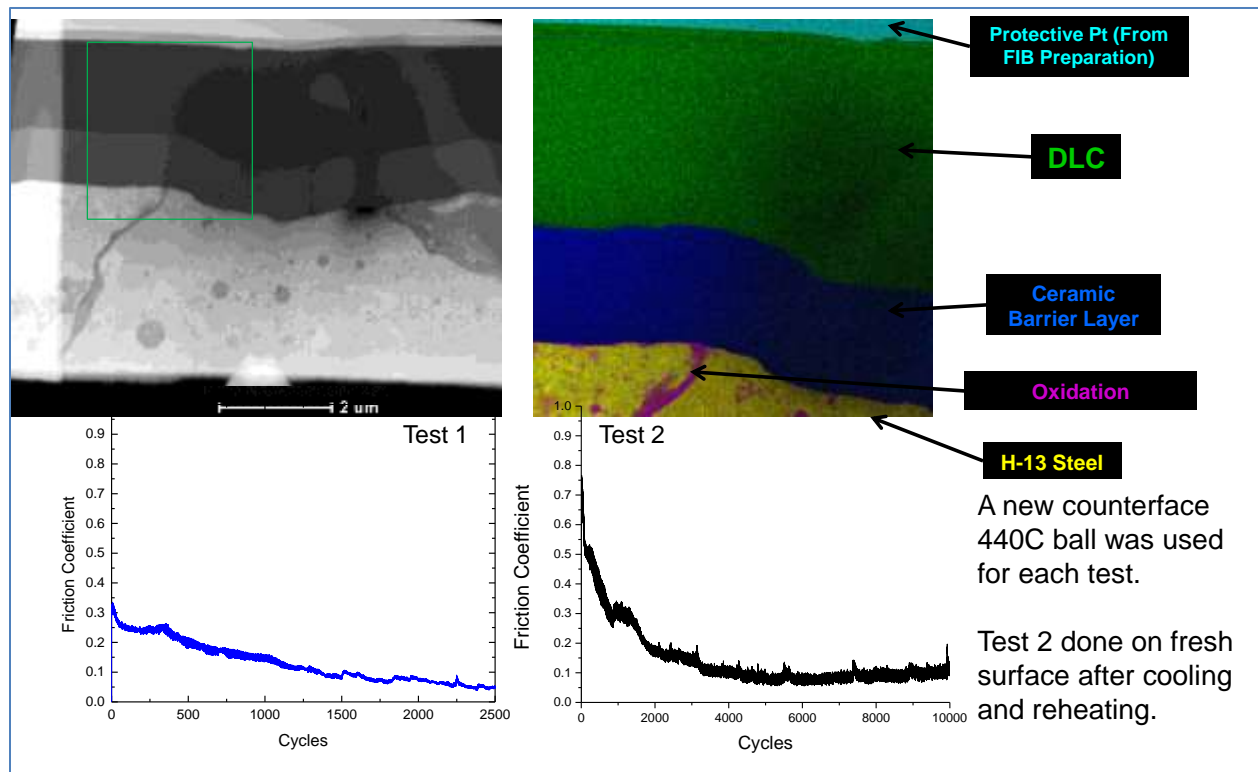 Protective Pt (From
FIB Preparation)
DLC
Ceramic
Barrier Layer
Oxidation
H-13 Steel
2 um
Test 1
0.9
0.8
0.7
0.6
0.5
0.4
0.3
0.2
0.1
0.0
Friction Coefficient
0
500
1000
1500
2000
2500
Cycles
Test 2
1.0
0.9
0.8
0.7
0.6
0.5
0.4
0.3
0.2
0.1
0.0
Friction Coefficient
0
2000
4000
6000
8000
10000
Cycles
A new counterface
440C ball was used
for each test.
Test 2 done on fresh
surface after cooling
and reheating.